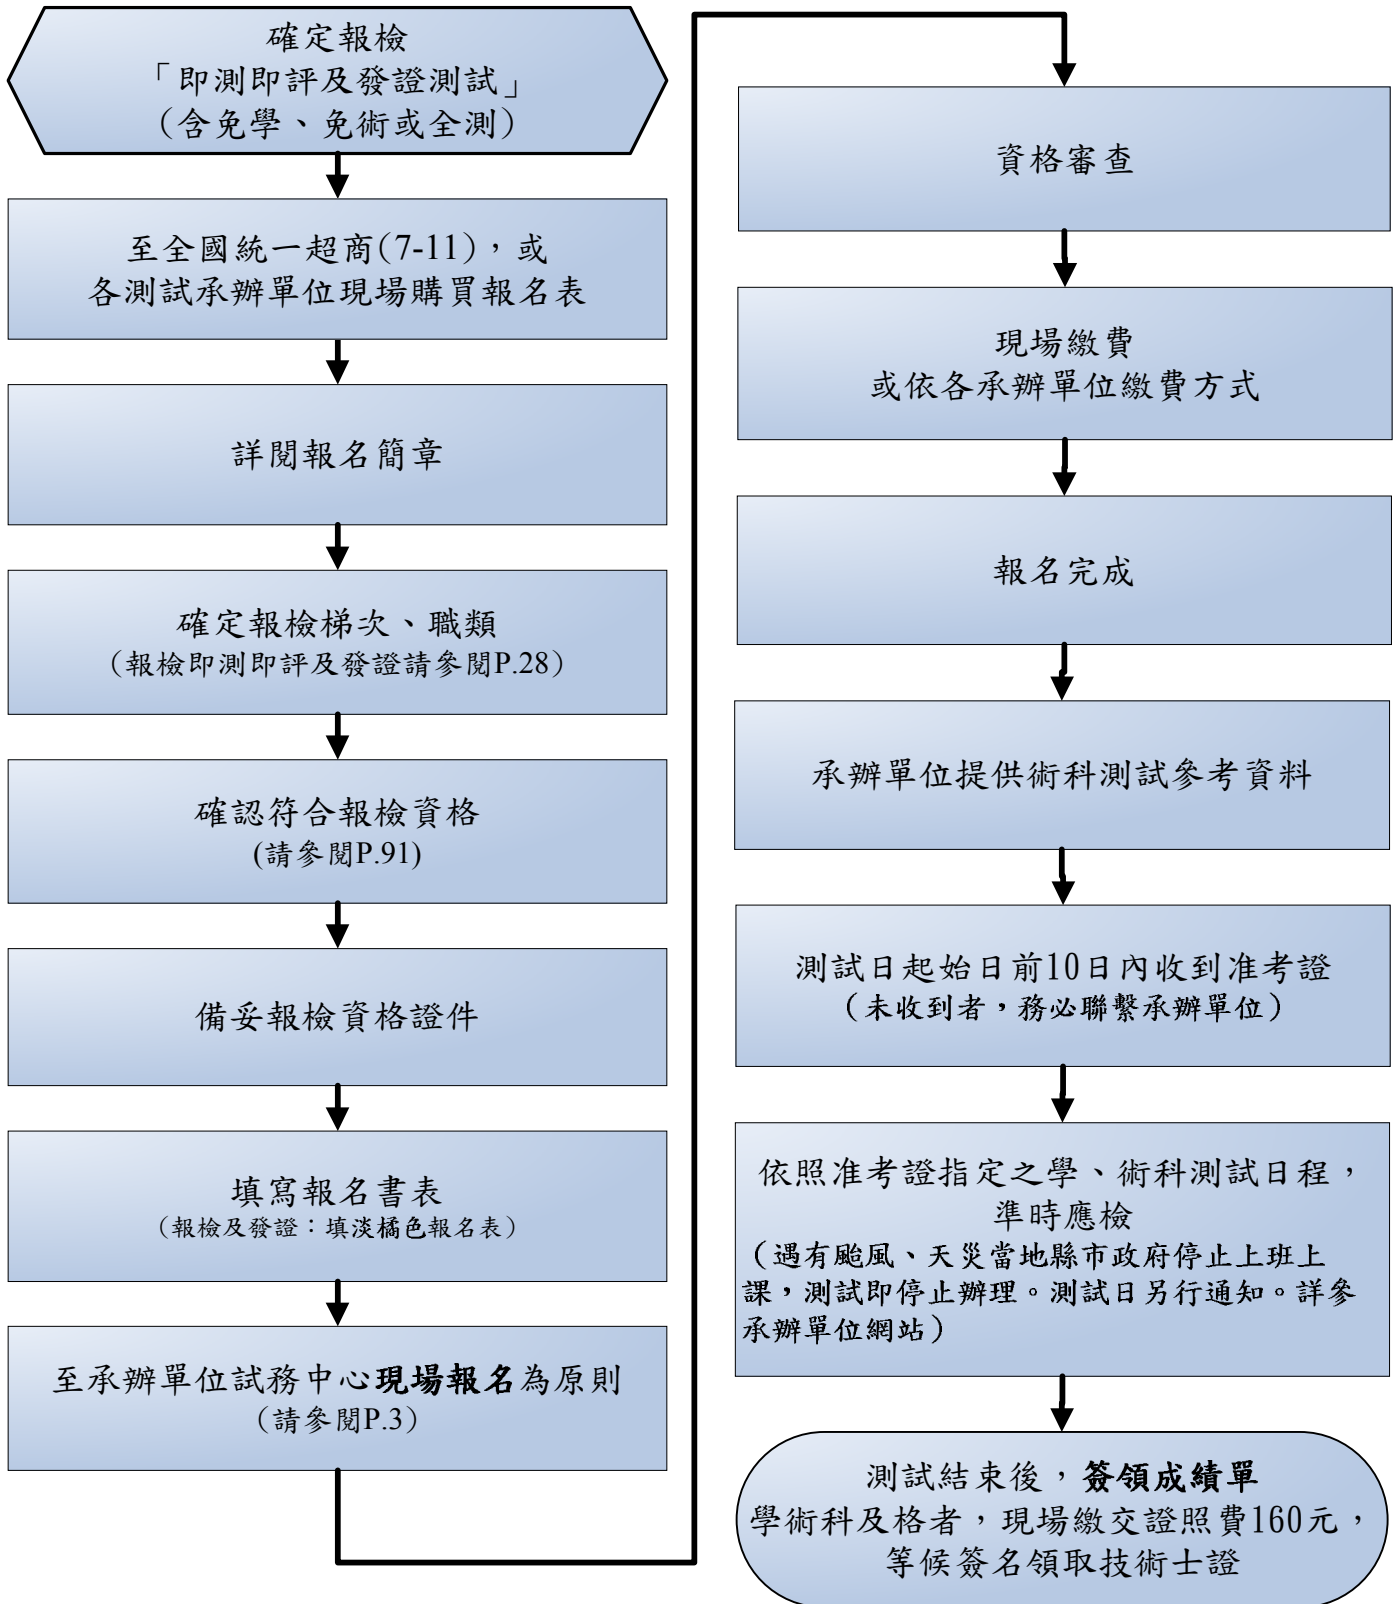 確定報檢
「即測即評及發證測試」
（含免學、免術或全測）
至全國統一超商(7-11)，或
各測試承辦單位現場購買報名表
詳閱報名簡章
確定報檢梯次、職類
（報檢即測即評及發證請參閱P.28）
確認符合報檢資格
(請參閱P.91)
備妥報檢資格證件
填寫報名書表
（報檢及發證：填淡橘色報名表）
至承辦單位試務中心現場報名為原則
（請參閱P.3）
資格審查
現場繳費
或依各承辦單位繳費方式
報名完成
承辦單位提供術科測試參考資料
測試日起始日前10日內收到准考證
（未收到者，務必聯繫承辦單位）
依照准考證指定之學、術科測試日程，
準時應檢
（遇有颱風、天災當地縣市政府停止上班上
課，測試即停止辦理。測試日另行通知。詳參
承辦單位網站）
測試結束後，簽領成績單
學術科及格者，現場繳交證照費160元，
等候簽名領取技術士證